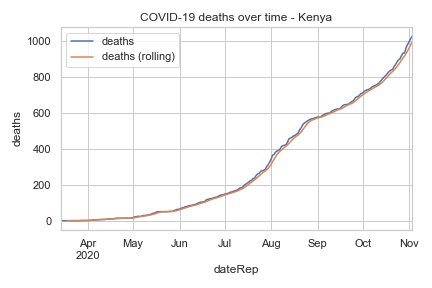 COVID-19 deaths over time - Kenya
deaths
deaths (rolling)
deaths
1000
800
600
400
200
0
Apr May Jun Jul Aug Sep Oct Nov
2020
dateRep